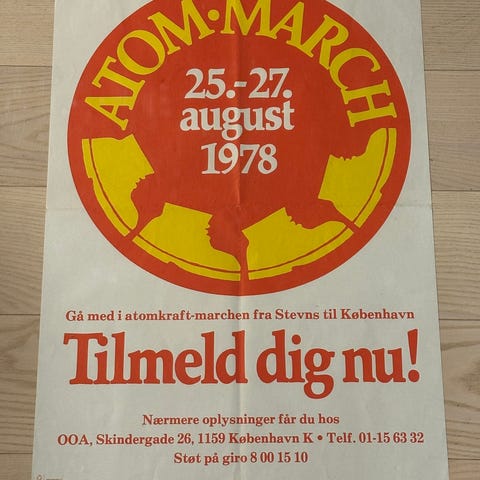 ATOM·MARCH
25.-27.
august
1978
Gå med i atomkraft-marchen fra Stevns til København
Tilmeld dig nu!
Nærmere oplysninger får du hos
OOA, Skindergade 26, 1159 København K • Telf. 01-15 63 32
Støt på giro 8 00 15 10